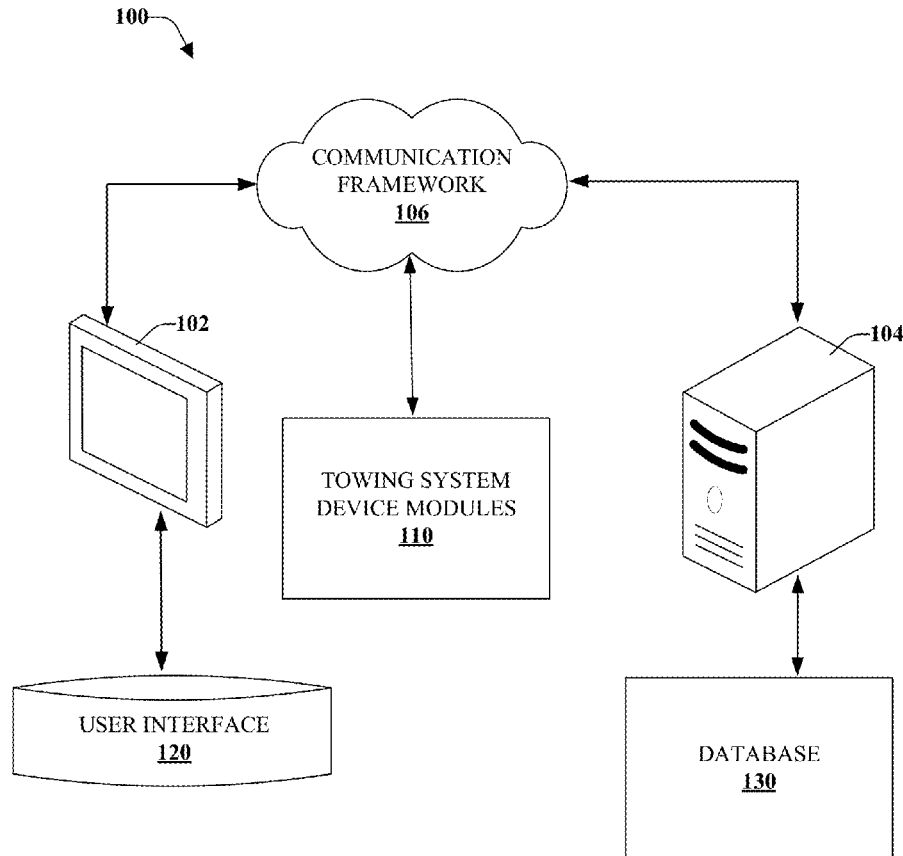 100
COMMUNICATION
FRAMEWORK
106
102
104
TOWING SYSTEM
DEVICE MODULES
110
USER INTERFACE
120
DATABASE
130